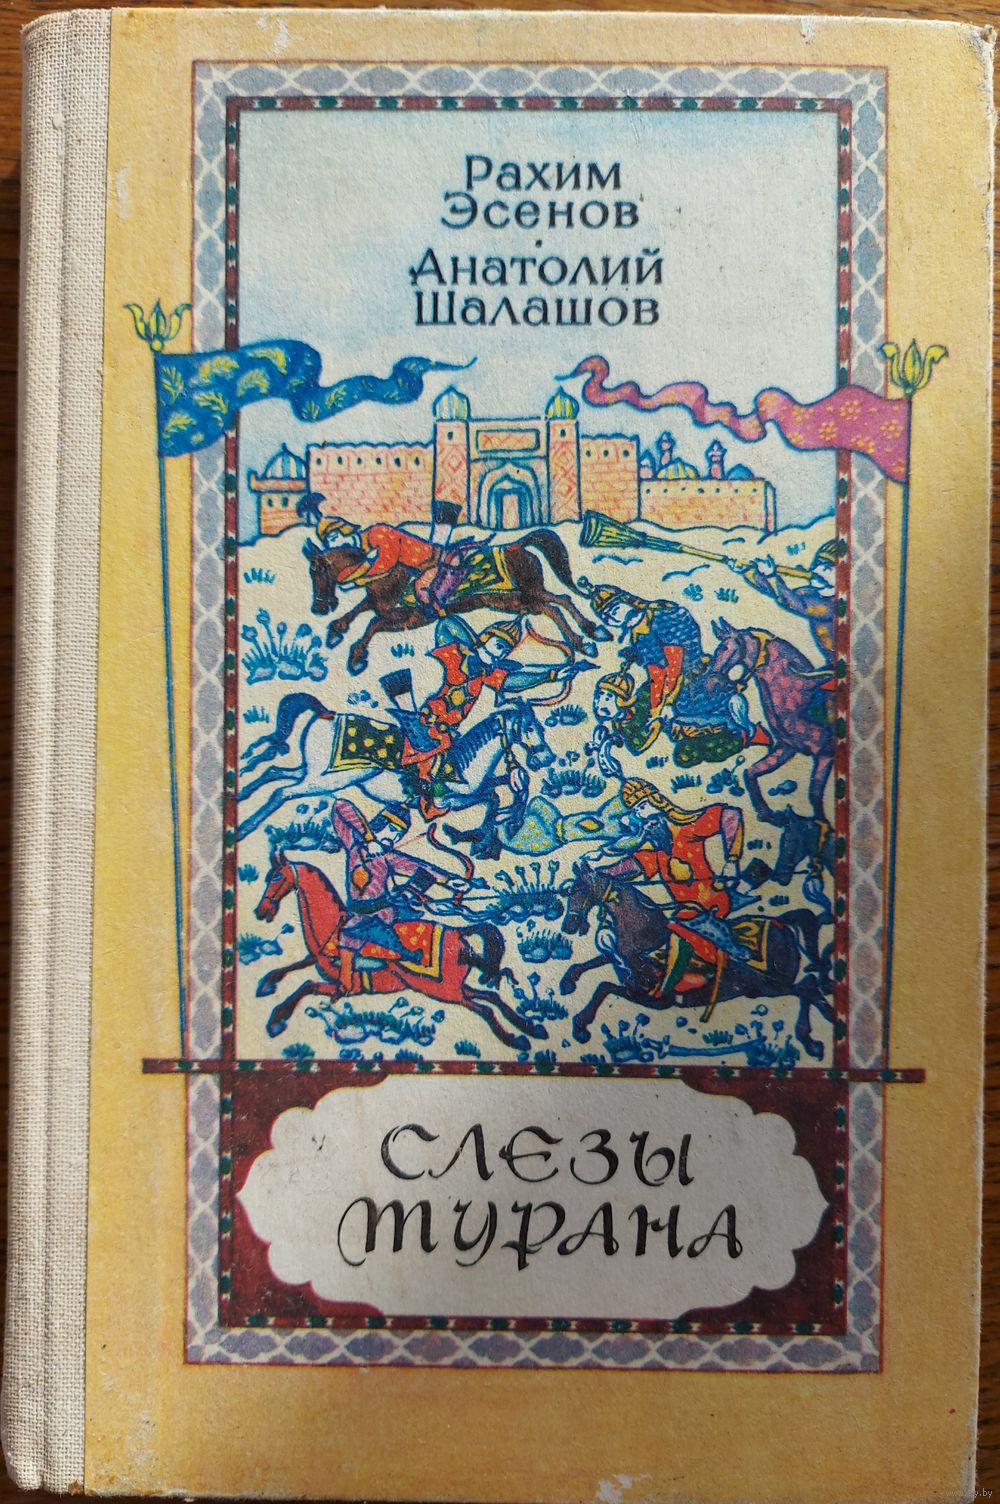 Рахим
Эсенов
Анатолий
Шалашов
СЛЕЗЫ
ТУРАНА